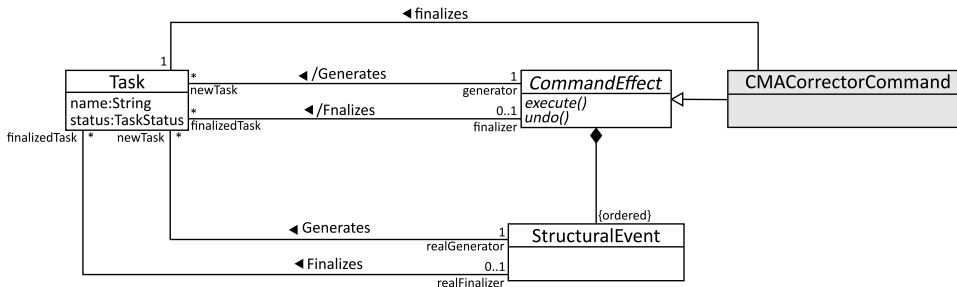 ◄ finalizes
1
Task
name:String
status:TaskStatus
*
◄ /Generates
1
newTask
generator
*
◄ /Fnalizes
0..1
finalizedTask
finalizer
CommandEffect
execute()
undo()
CMACorrectorCommand
finalizedTask
*
newTask
*
{ordered}
StructuralEvent
◄ Generates
1
realGenerator
◄ Finalizes
0..1
realFinalizer